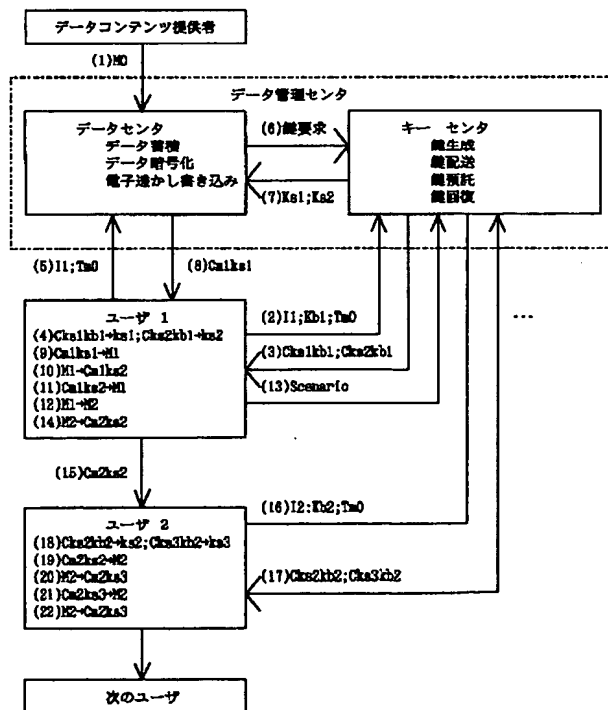 データコンテンツ提供者
(1)M0
データ管理センタ
データセンタ
データ蓄積
データ暗号化
電子透かし書き込み
(6)鍵要求
(7)Ks1;Ks2
キー センタ
鍵生成
鍵配送
鍵預託
鍵回復
(5)I1;Tm0
(8)Cm1ks1
ユーザ 1
(4)Cks1kb1→ks1;Cks2kb1→ks2
(9)Cm1ks1→M1
(10)M1→Cm1ks2
(11)Cm1ks2→M1
(12)M1→M2
(14)M2→Cm2ks2
(2)I1;Kb1;Tm0
(3)Cks1kb1;Cks2kb1
(13)Scenario
...
(15)Cm2ks2
ユーザ 2
(18)Cks2kb2→ks2;Cks3kb2→ks3
(19)Cm2ks2→M2
(20)M2→Cm2ks3
(21)Cm2ks3→M2
(22)M2→Cm2ks3
(16)I2:Kb2;Tm0
(17)Cks2kb2;Cks3kb2
次のユーザ